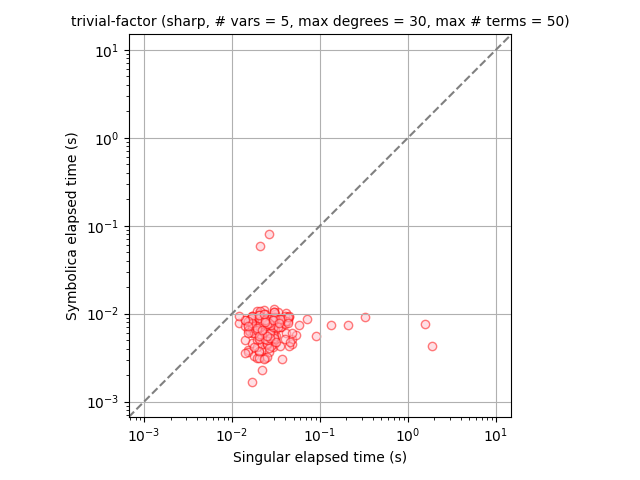 trivial-factor (sharp, # vars = 5, max degrees = 30, max # terms = 50)
Symbolica elapsed time (s)
10¹
10⁰
10⁻¹
10⁻²
10⁻³
10⁻³ 10⁻² 10⁻¹ 10⁰ 10¹
Singular elapsed time (s)